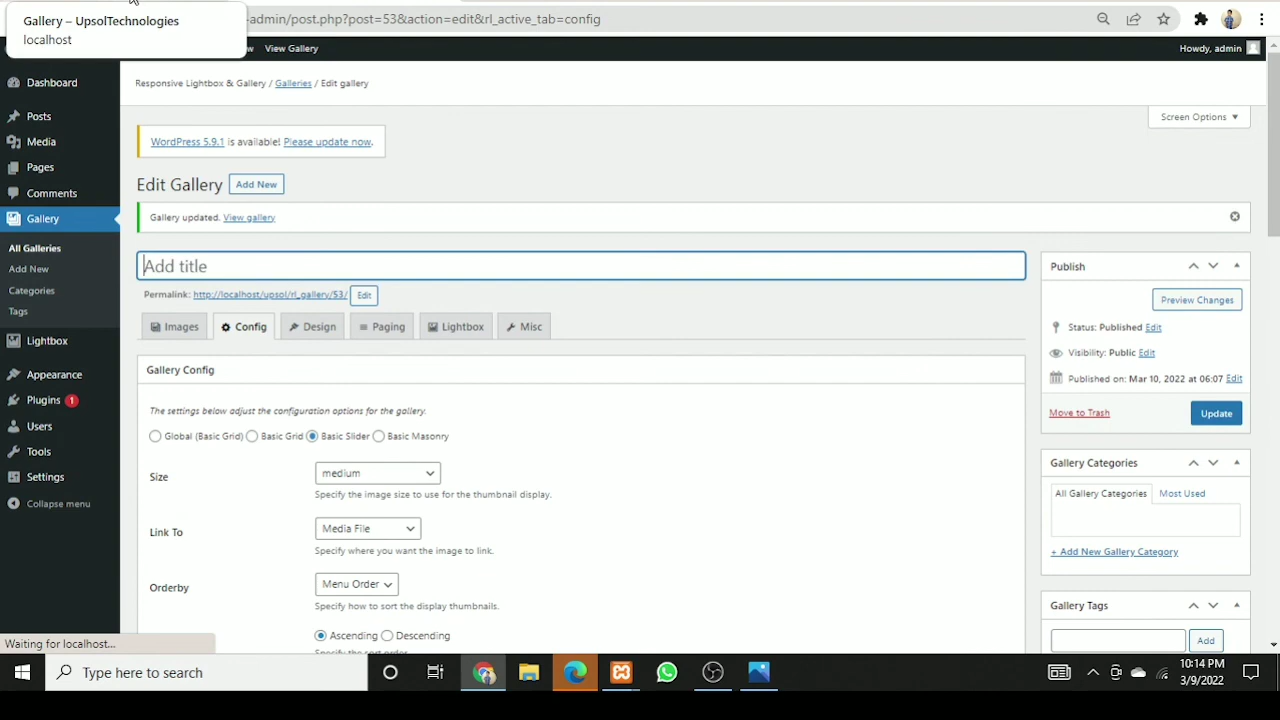 Gallery – UpsolTechnologies
localhost
-admin/post.php?post=53&action=edit&rl_active_tab=config
View Gallery
Howdy, admin
Dashboard
Posts
Media
Pages
Comments
Gallery
All Galleries
Add New
Categories
Tags
Lightbox
Appearance
Plugins 1
Users
Tools
Settings
Collapse menu
Responsive Lightbox & Gallery / Galleries / Edit gallery
Screen Options ▼
WordPress 5.9.1 is available! Please update now.
Edit Gallery Add New
Gallery updated. View gallery
Add title
Permalink: http://localhost/upsol/rl_gallery/53/ Edit
Images Config Design Paging Lightbox Misc
Gallery Config
The settings below adjust the configuration options for the gallery.
Global (Basic Grid) Basic Grid Basic Slider Basic Masonry
Size medium
Specify the image size to use for the thumbnail display.
Link To Media File
Specify where you want the image to link.
Orderby Menu Order
Specify how to sort the display thumbnails.
Ascending Descending
Specify the sort order.
Publish
Preview Changes
Status: Published Edit
Visibility: Public Edit
Published on: Mar 10, 2022 at 06:07 Edit
Move to Trash Update
Gallery Categories
All Gallery Categories Most Used
+ Add New Gallery Category
Gallery Tags
Add
Waiting for localhost...
Type here to search
10:14 PM
3/9/2022